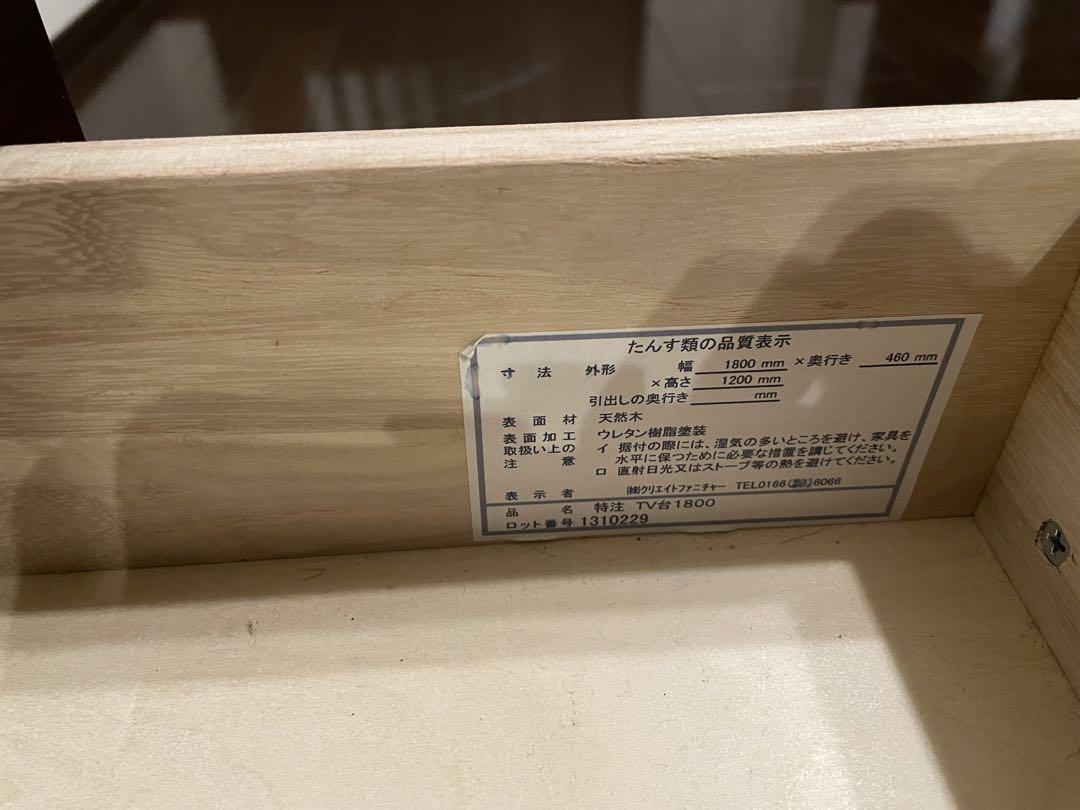 たんす類の品質表示
寸法 外形 幅 1800 mm ×奥行き 460 mm
×高さ 1200 mm
引出しの奥行き mm
表面材 天然木
表面加工 ウレタン樹脂塗装
取扱い上の注意 イ 据付の際には、湿気の多いところを避け、家具を
水平に保つために必要な措置を講じてください。
ロ 直射日光又はストーブ等の熱を避けてください。
表示者 (株)クリエイトファニチャー TEL0166( )6066
品名 特注 TV台1800
ロット番号 1310229